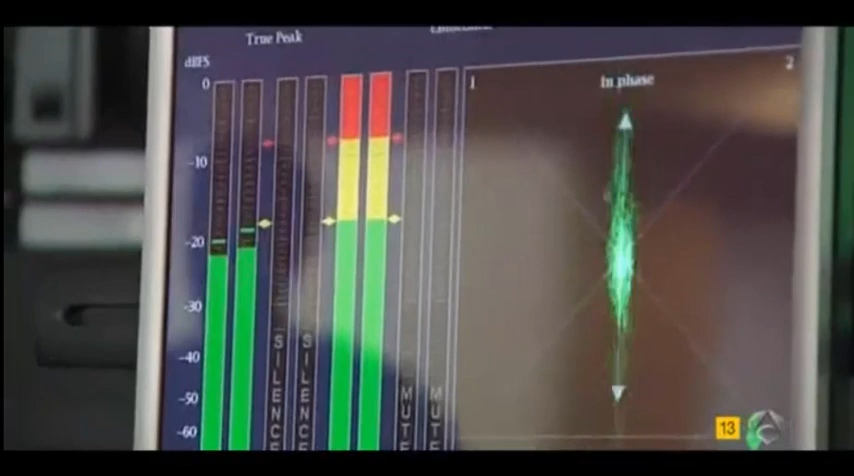 True Peak
dBFS
0
-10
-20
-30
-40
-50
-60
SILENCE
SILENCE
MUTE
MUTE
1
In phase
2
13